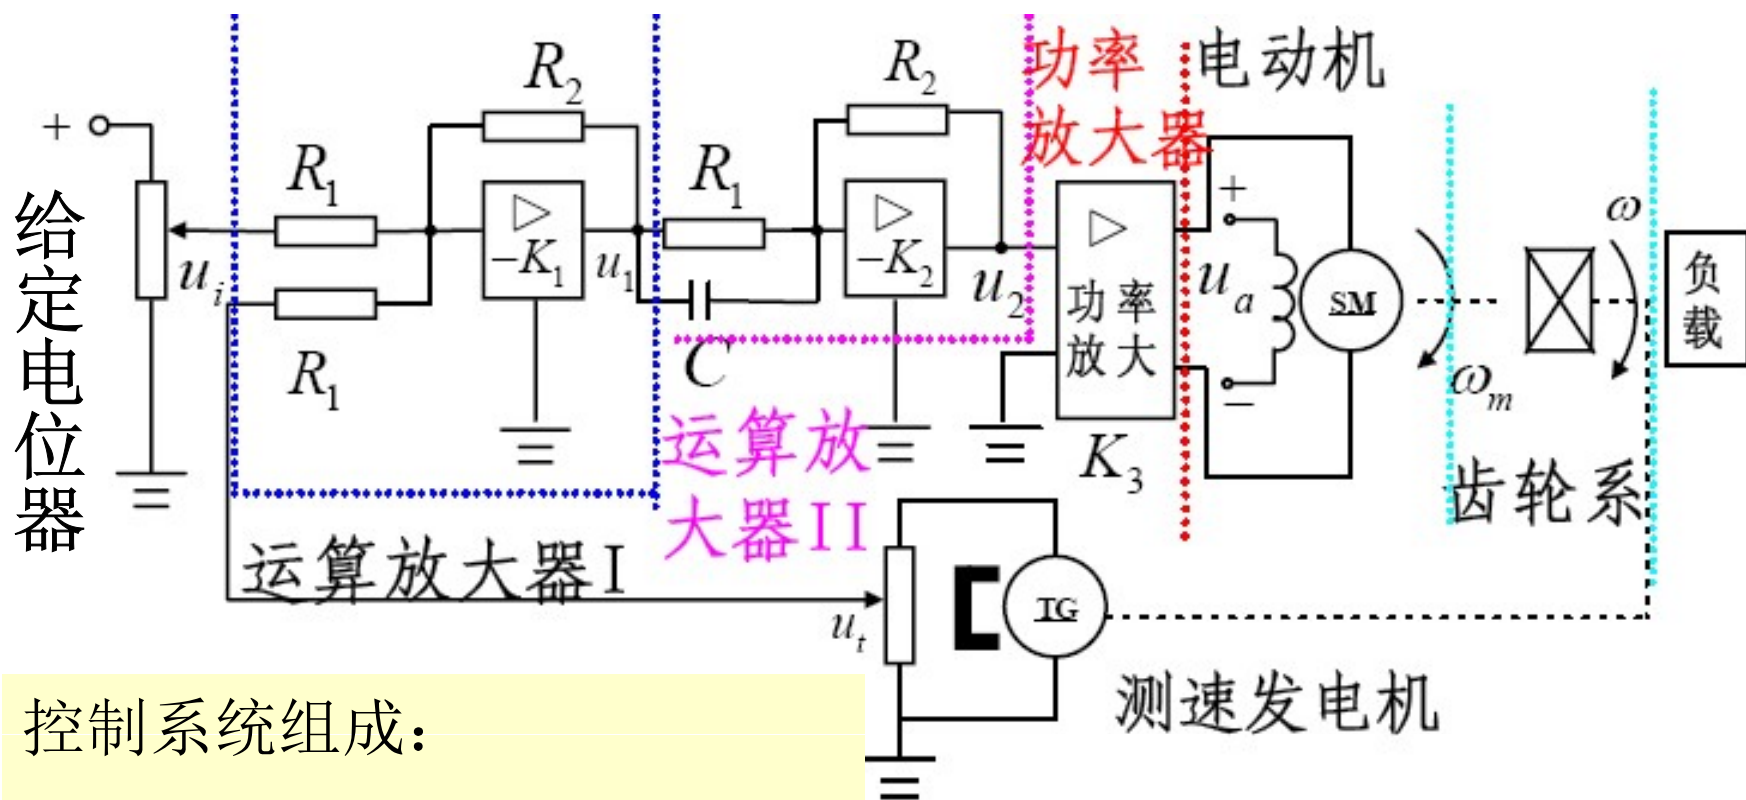 +
给定电位器
R₁
R₂
uᵢ
R₁
▷
-K₁
u₁
运算放大器I
R₁
R₂
C
▷
-K₂
u₂
运算放
大器II
功率
放大器
▷
功率
放大
K₃
电动机
+
uₐ
−
SM
ωₘ
齿轮系
ω
负
载
uₜ
TG
测速发电机
控制系统组成：